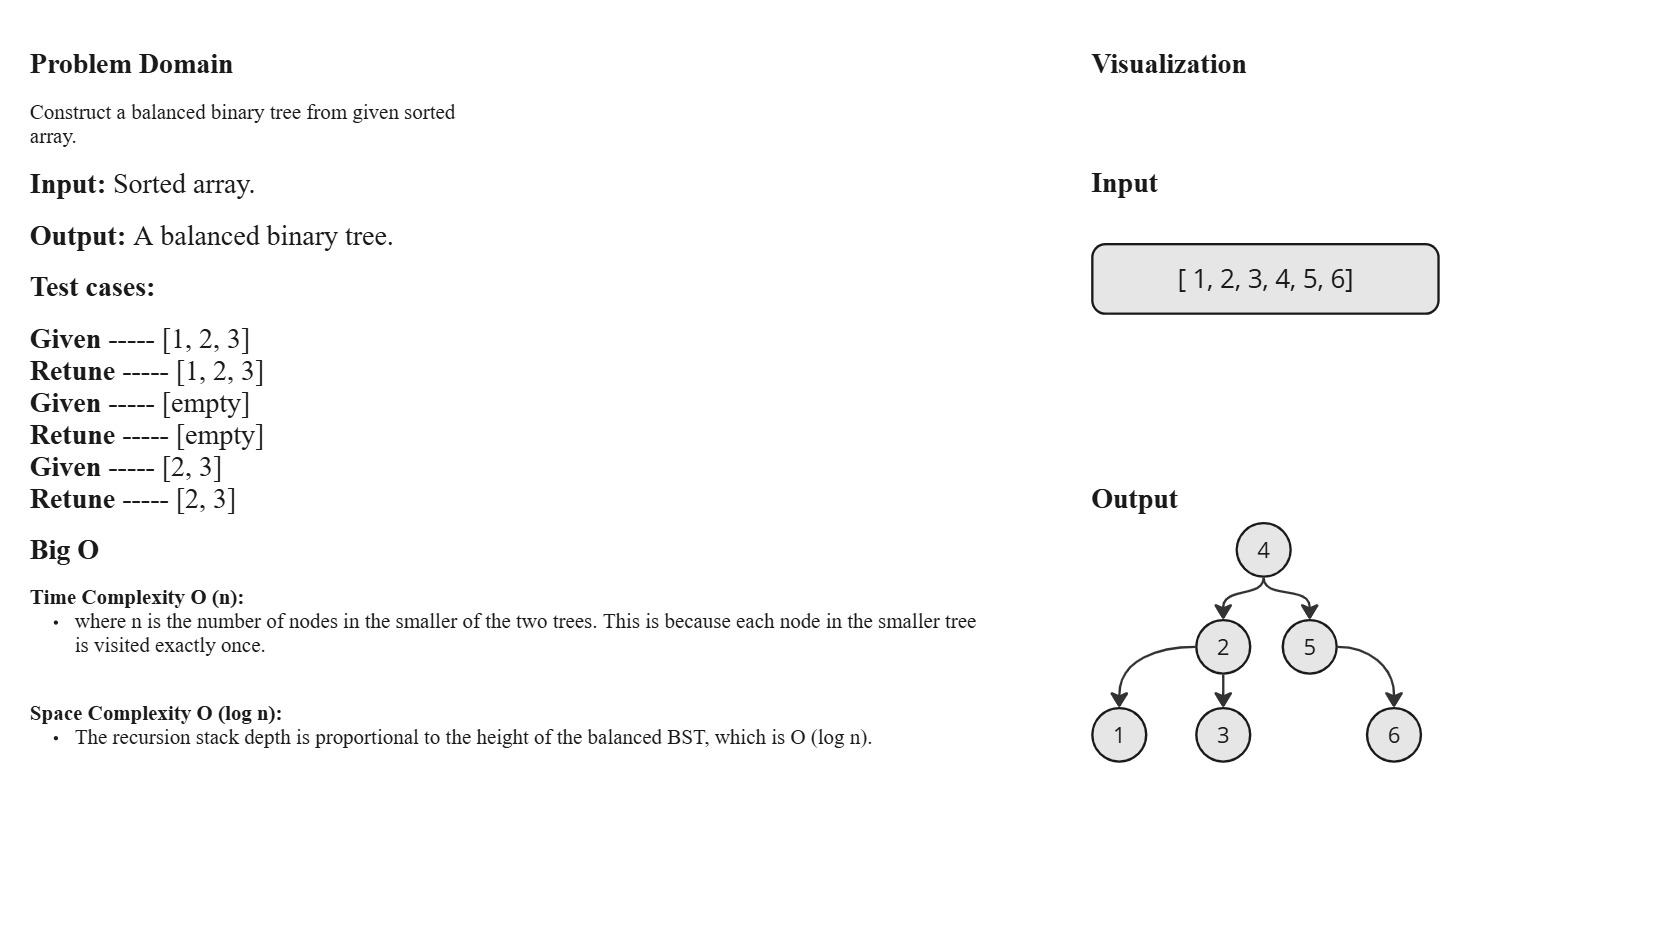 Problem Domain
Construct a balanced binary tree from given sorted
array.
Input: Sorted array.
Output: A balanced binary tree.
Test cases:
Given ----- [1, 2, 3]
Retune ----- [1, 2, 3]
Given ----- [empty]
Retune ----- [empty]
Given ----- [2, 3]
Retune ----- [2, 3]
Big O
Time Complexity O (n):
• where n is the number of nodes in the smaller of the two trees. This is because each node in the smaller tree
is visited exactly once.
Space Complexity O (log n):
• The recursion stack depth is proportional to the height of the balanced BST, which is O (log n).
Visualization
Input
[ 1, 2, 3, 4, 5, 6]
Output
4
2 5
1 3 6